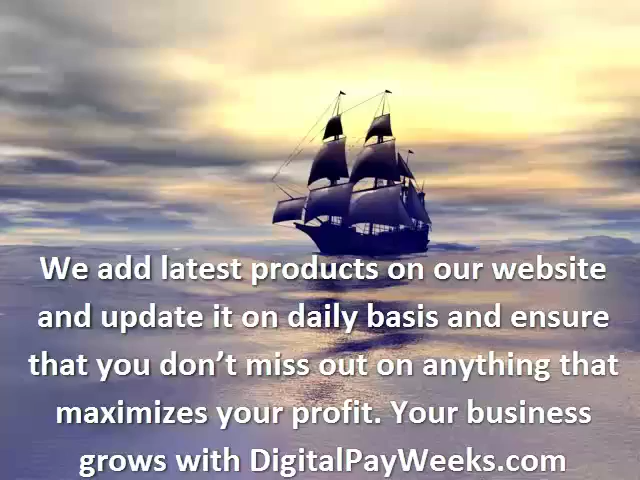 We add latest products on our website
and update it on daily basis and ensure
that you don’t miss out on anything that
maximizes your profit. Your business
grows with DigitalPayWeeks.com